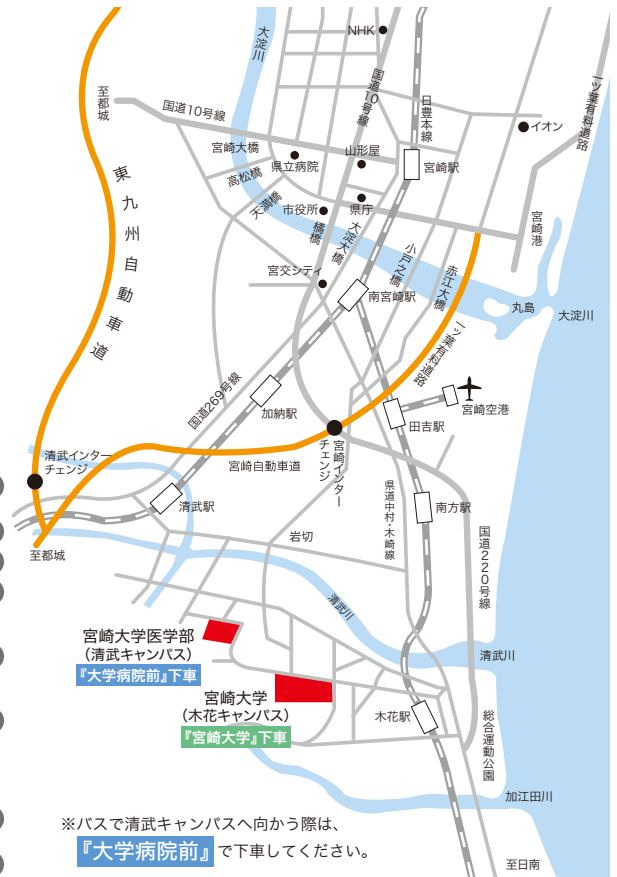 NHK
大淀川
国道10号線
日豊本線
一ツ葉有料道路
至都城
国道10号線
イオン
宮崎大橋
県立病院
山形屋
宮崎駅
東九州自動車道
高松橋
天満橋
市役所
県庁
橘橋
大淀大橋
宮崎港
小戸之橋
赤江大橋
宮交シティ
南宮崎駅
丸島
大淀川
一ツ葉有料道路
国道269号線
加納駅
宮崎空港
田吉駅
清武インター
チェンジ
宮崎自動車道
宮崎インター
チェンジ
清武駅
県道中村・木崎線
南方駅
国道220号線
岩切
至都城
清武川
宮崎大学医学部
(清武キャンパス)
『大学病院前』下車
清武川
宮崎大学
(木花キャンパス)
『宮崎大学』下車
木花駅
総合運動公園
加江田川
※バスで清武キャンパスへ向かう際は、
『大学病院前』で下車してください。
至日南